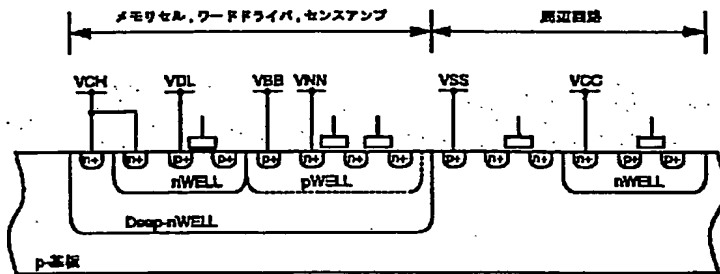 メモリセル，ワードドライバ，センスアンプ
周辺回路
VCH
VDL
VBB
VNN
VSS
VCC
n+
n+
p+
p+
p+
n+
n+
n+
p+
n+
n+
n+
p+
p+
nWELL
pWELL
nWELL
Deep-nWELL
p-基板